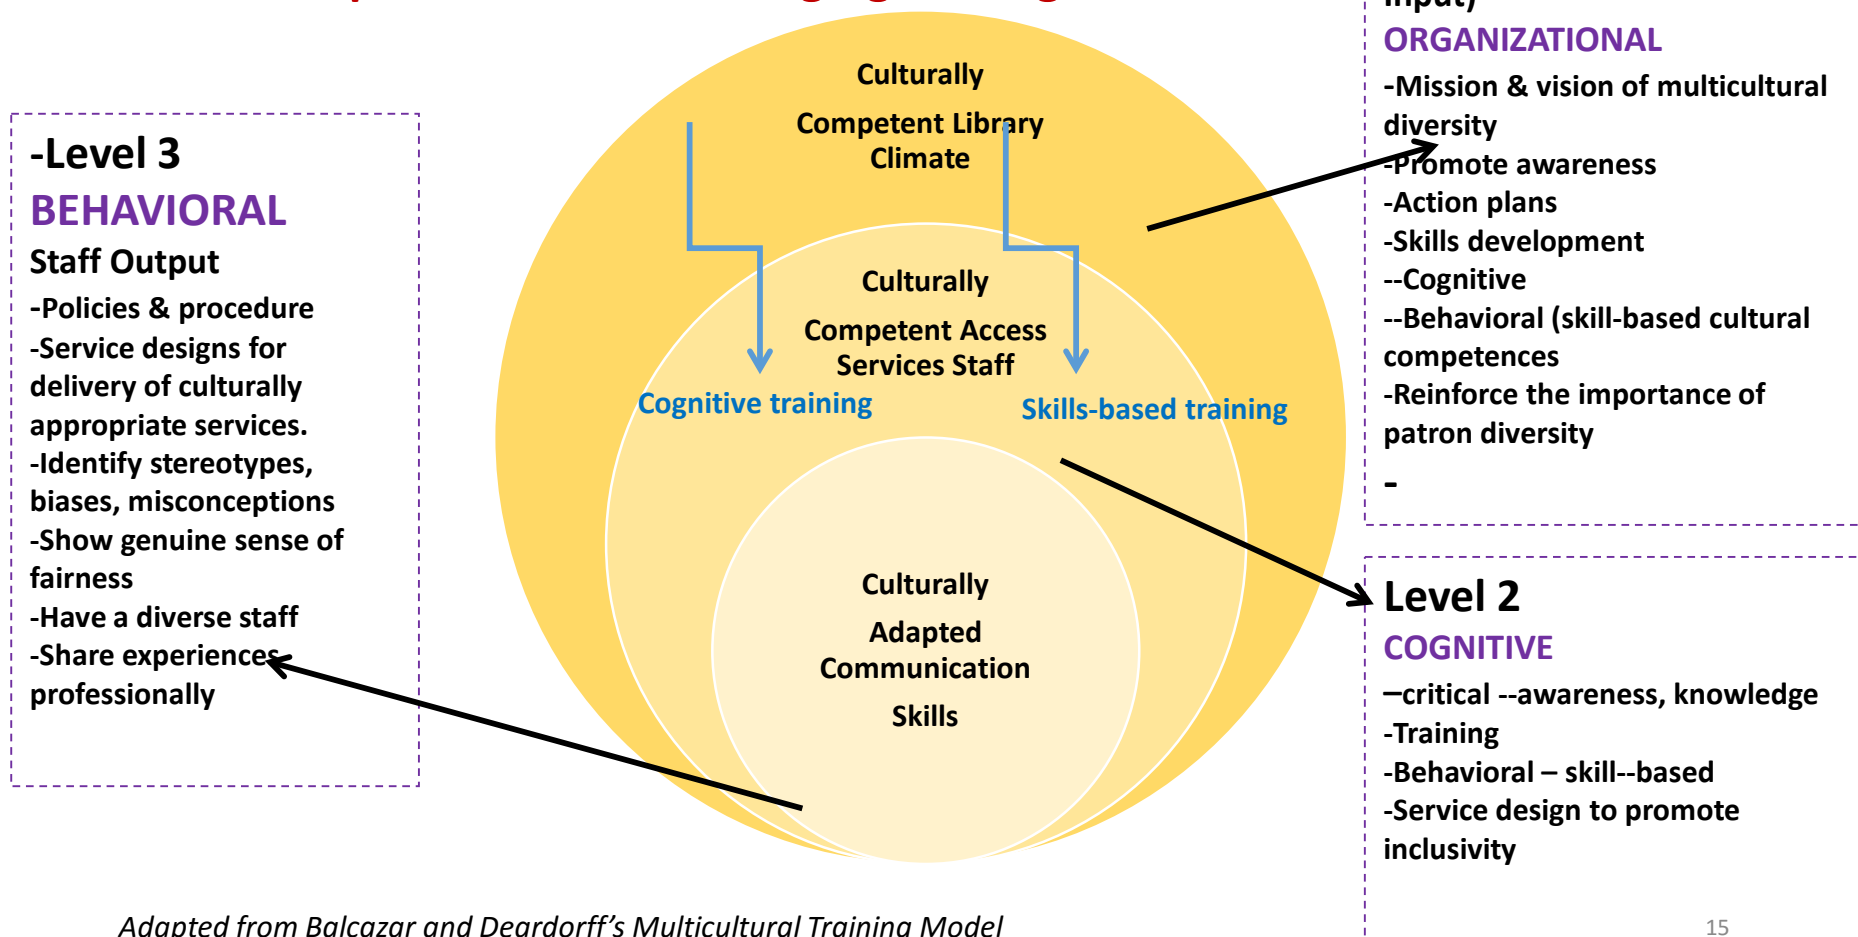 Input)
ORGANIZATIONAL
-Mission & vision of multicultural
diversity
-Promote awareness
-Action plans
-Skills development
--Cognitive
--Behavioral (skill-based cultural
competences
-Reinforce the importance of
patron diversity
-
-Level 3
BEHAVIORAL
Staff Output
-Policies & procedure
-Service designs for
delivery of culturally
appropriate services.
-Identify stereotypes,
biases, misconceptions
-Show genuine sense of
fairness
-Have a diverse staff
-Share experiences
professionally
Culturally
Competent Library
Climate
Culturally
Competent Access
Services Staff
Cognitive training
Skills-based training
Culturally
Adapted
Communication
Skills
Level 2
COGNITIVE
–critical --awareness, knowledge
-Training
-Behavioral – skill--based
-Service design to promote
inclusivity
Adapted from Balcazar and Deardorff’s Multicultural Training Model
15